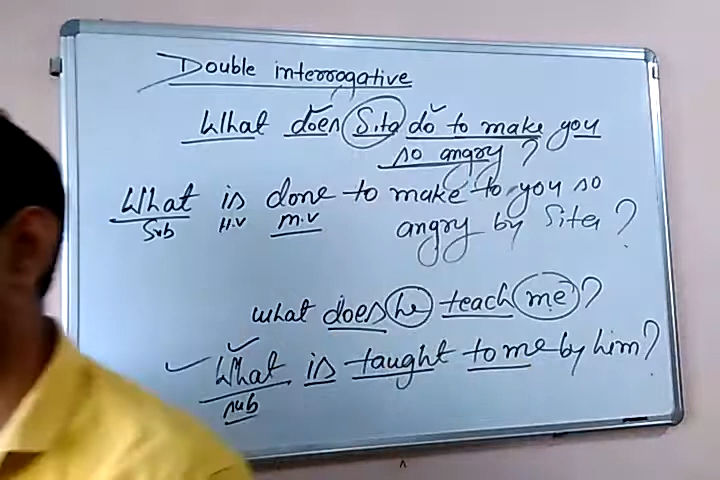 Double interrogative
What does Sita do to make you
so angry?
What is done to make to you so
Sub H.V M.V angry by Sita?
what does he teach me?
What is taught to me by him?
sub